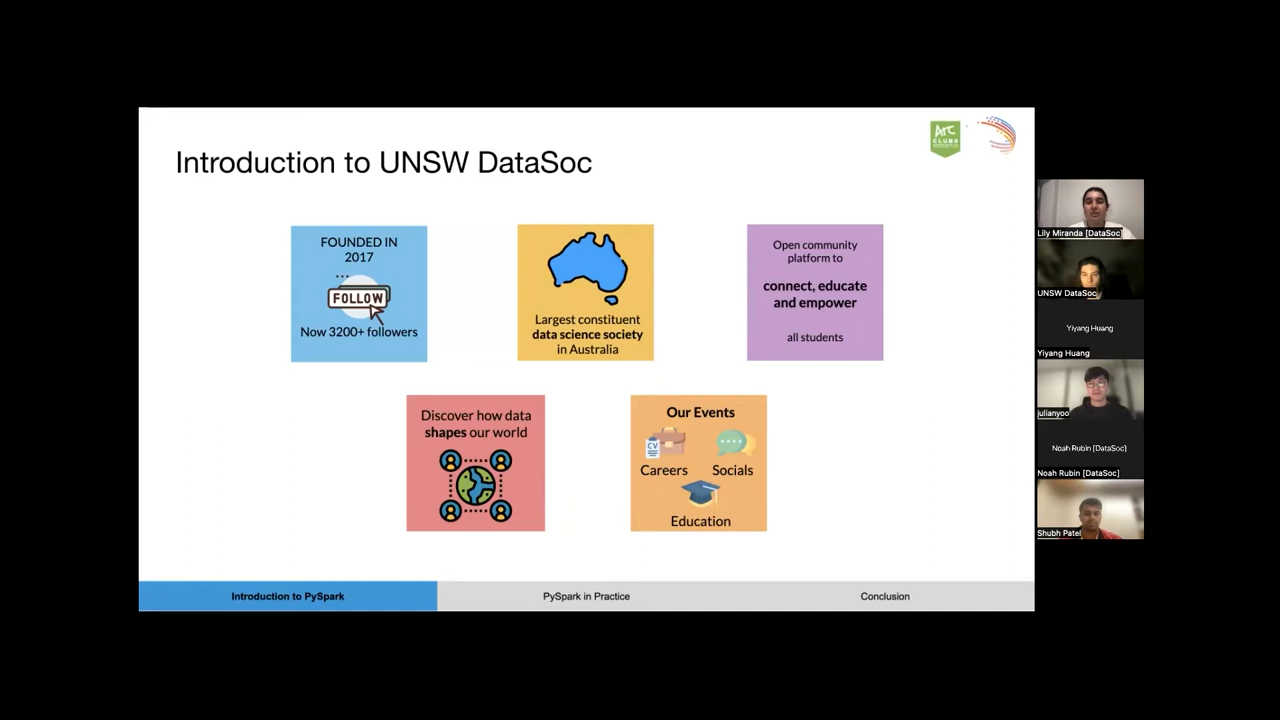 Introduction to UNSW DataSoc
ArC
CLUBS
FOUNDED IN
2017
FOLLOW
Now 3200+ followers
Largest constituent
data science society
in Australia
Open community
platform to
connect, educate
and empower
all students
Discover how data
shapes our world
Our Events
CV
Careers
Socials
Education
Introduction to PySpark
PySpark in Practice
Conclusion
Lily Miranda [DataSoc]
UNSW DataSoc
Yiyang Huang
Yiyang Huang
julianyoo
Noah Rubin [DataSoc]
Noah Rubin [DataSoc]
Shubh Patel